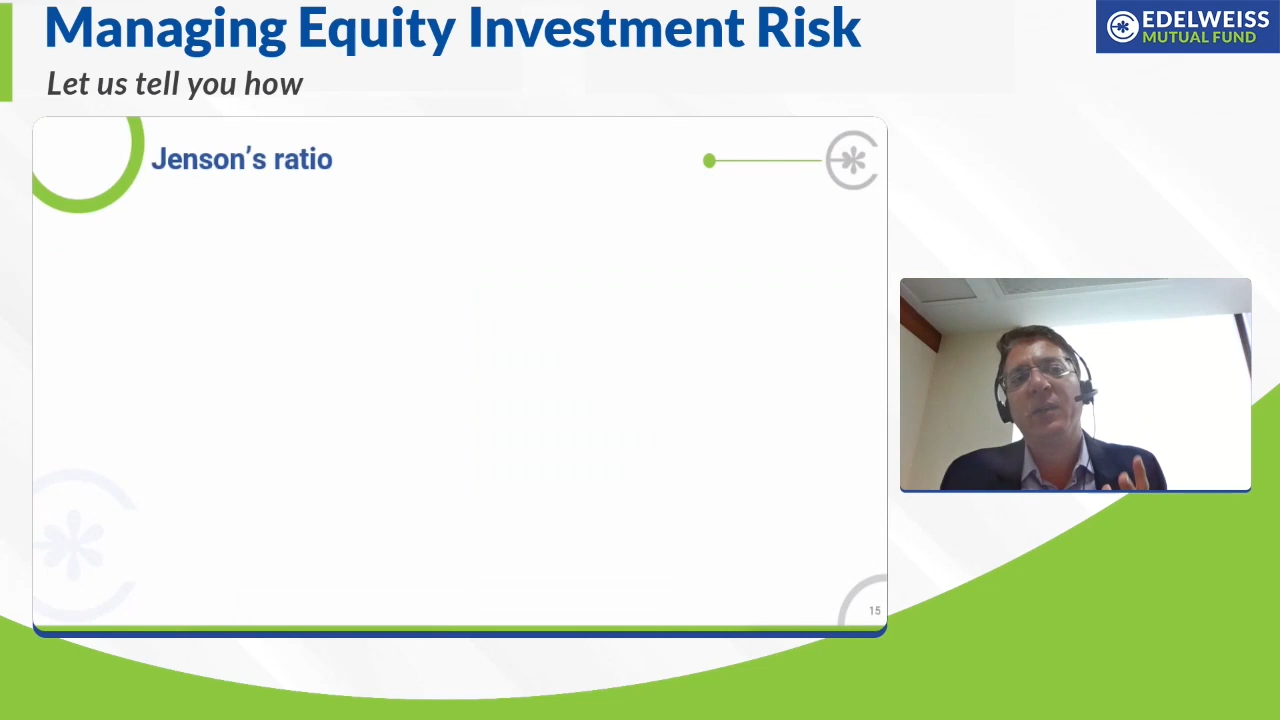 Managing Equity Investment Risk
Let us tell you how
EDELWEISS
MUTUAL FUND
Jenson's ratio
15